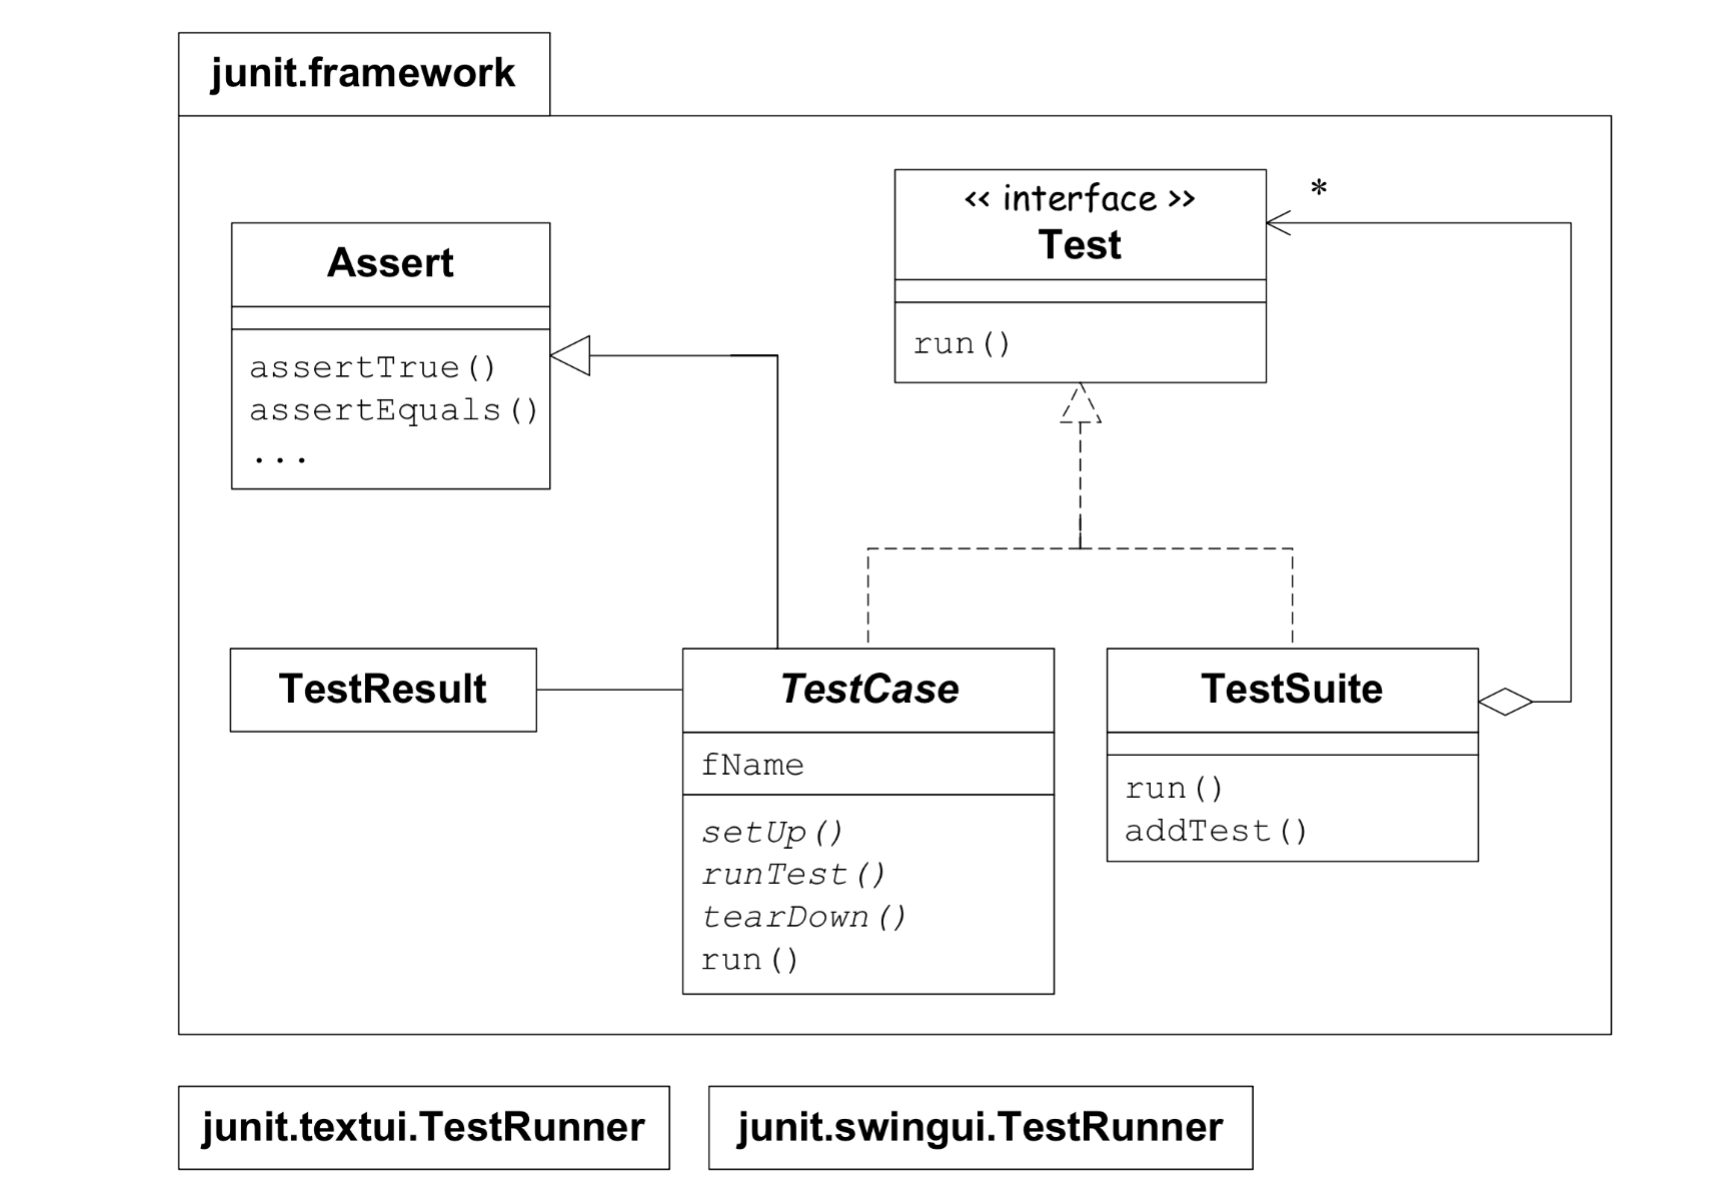 junit.framework
<< interface >>
Test
*
run()
Assert
assertTrue()
assertEquals()
...
TestResult
TestCase
fName
setUp()
runTest()
tearDown()
run()
TestSuite
run()
addTest()
junit.textui.TestRunner
junit.swingui.TestRunner